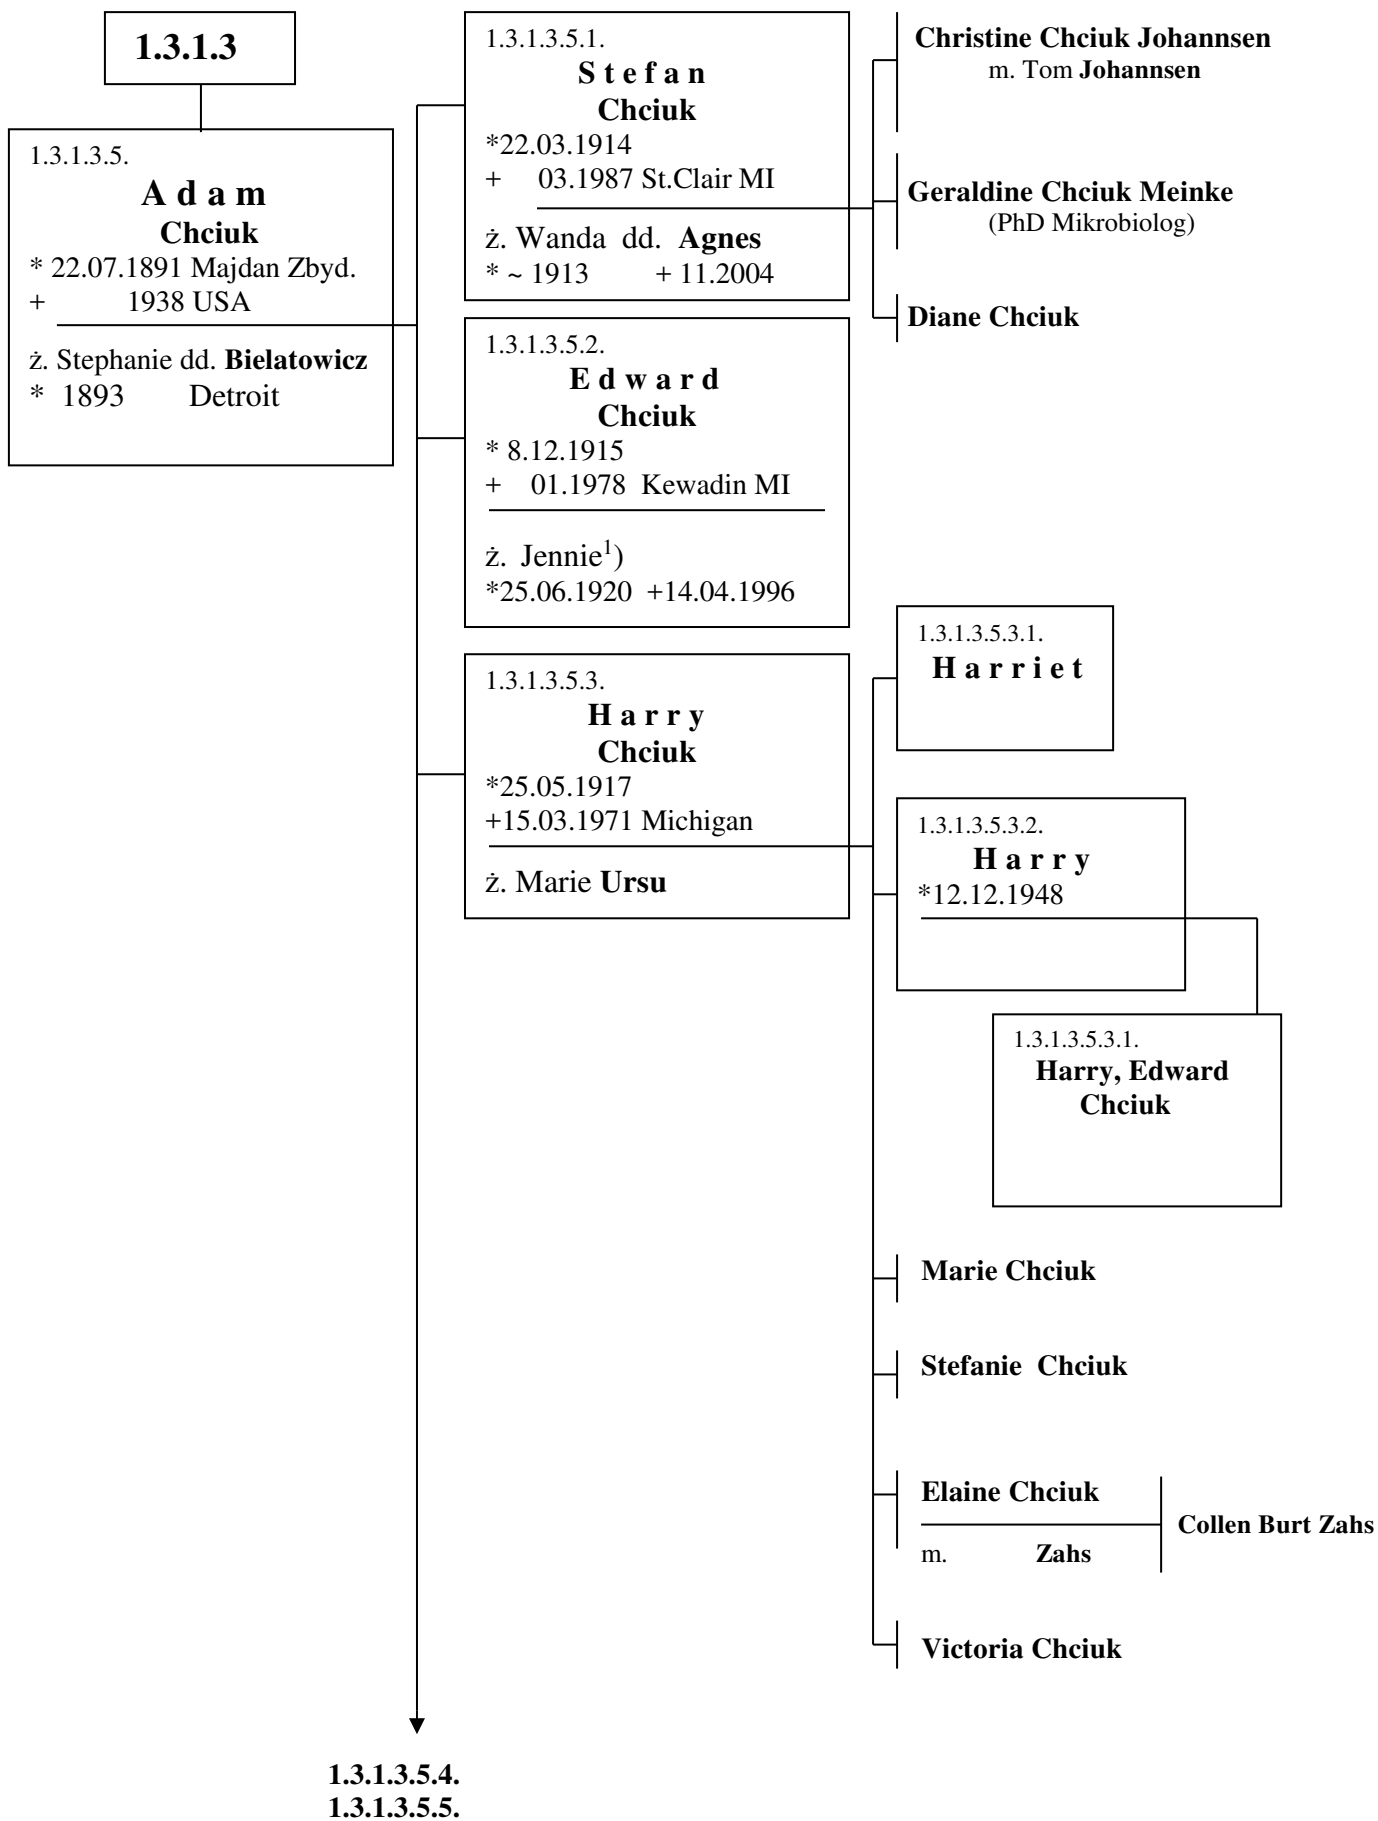 1.3.1.3
1.3.1.3.5.
A d a m
Chciuk
* 22.07.1891 Majdan Zbyd.
+ 1938 USA
ż. Stephanie dd. Bielatowicz
* 1893 Detroit
1.3.1.3.5.1.
S t e f a n
Chciuk
*22.03.1914
+ 03.1987 St.Clair MI
ż. Wanda dd. Agnes
* ~ 1913 + 11.2004
Christine Chciuk Johannsen
m. Tom Johannsen
Geraldine Chciuk Meinke
(PhD Mikrobiolog)
Diane Chciuk
1.3.1.3.5.2.
E d w a r d
Chciuk
* 8.12.1915
+ 01.1978 Kewadin MI
ż. Jennie¹)
*25.06.1920 +14.04.1996
1.3.1.3.5.3.
H a r r y
Chciuk
*25.05.1917
+15.03.1971 Michigan
ż. Marie Ursu
1.3.1.3.5.3.1.
H a r r i e t
1.3.1.3.5.3.2.
H a r r y
*12.12.1948
1.3.1.3.5.3.1.
Harry, Edward
Chciuk
Marie Chciuk
Stefanie Chciuk
Elaine Chciuk
m. Zahs
Collen Burt Zahs
Victoria Chciuk
1.3.1.3.5.4.
1.3.1.3.5.5.